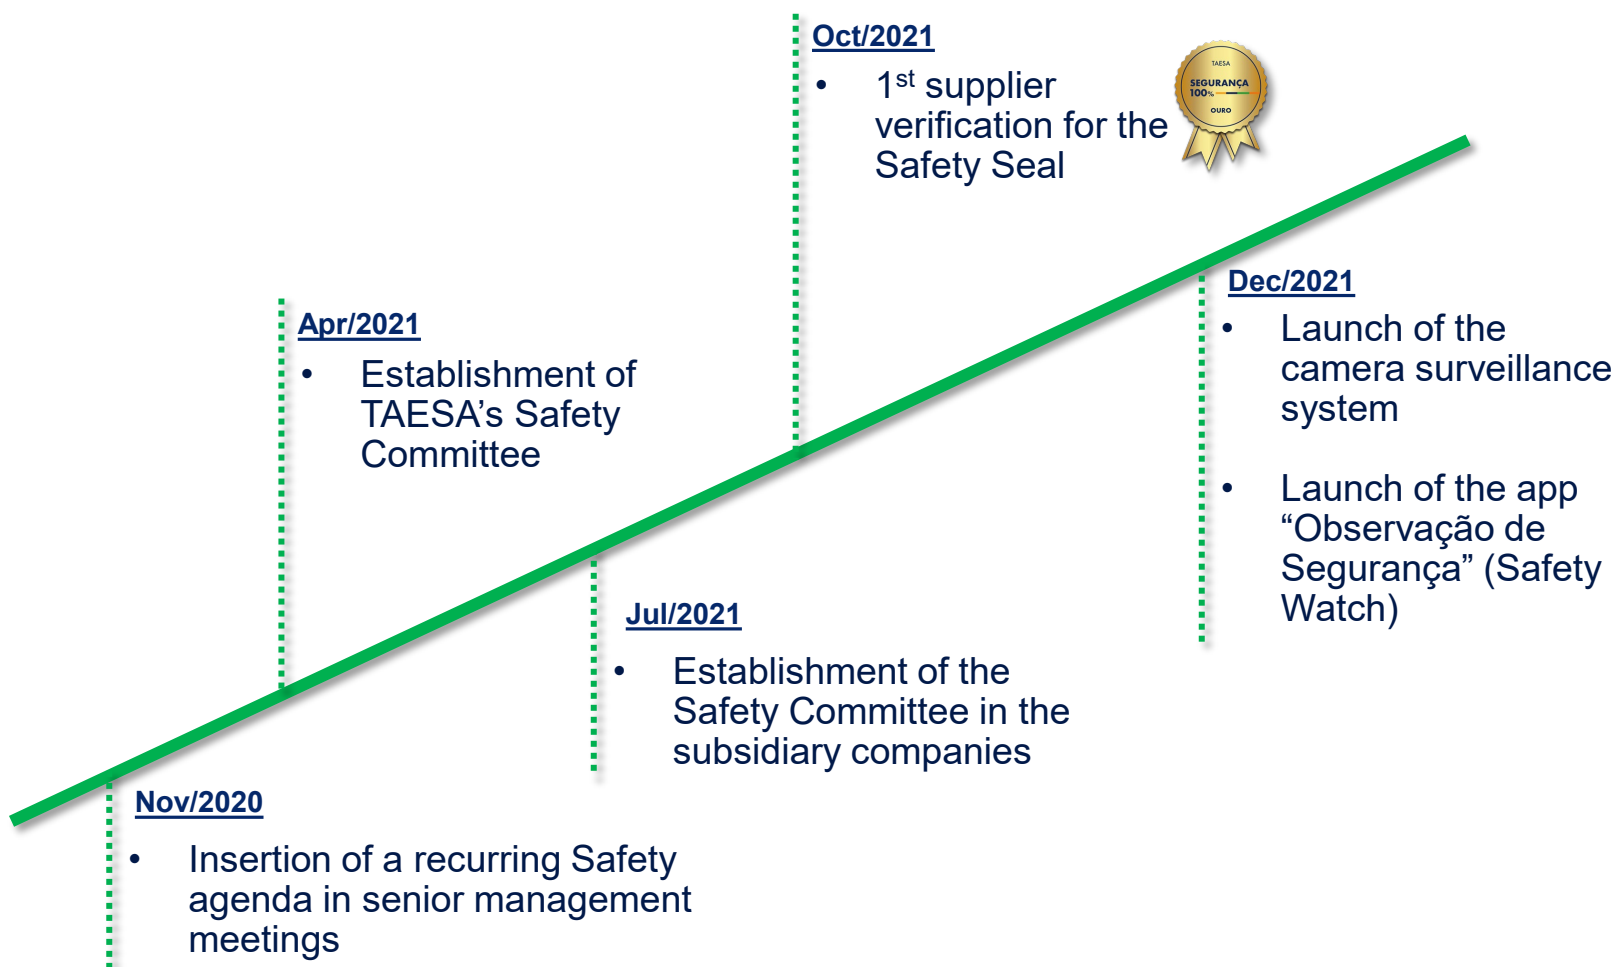 Oct/2021
• 1st supplier
verification for the
Safety Seal
TAESA
SEGURANÇA
100%
OURO
Dec/2021
• Launch of the
camera surveillance
system
• Launch of the app
“Observação de
Segurança” (Safety
Watch)
Apr/2021
• Establishment of
TAESA’s Safety
Committee
Jul/2021
• Establishment of the
Safety Committee in the
subsidiary companies
Nov/2020
• Insertion of a recurring Safety
agenda in senior management
meetings